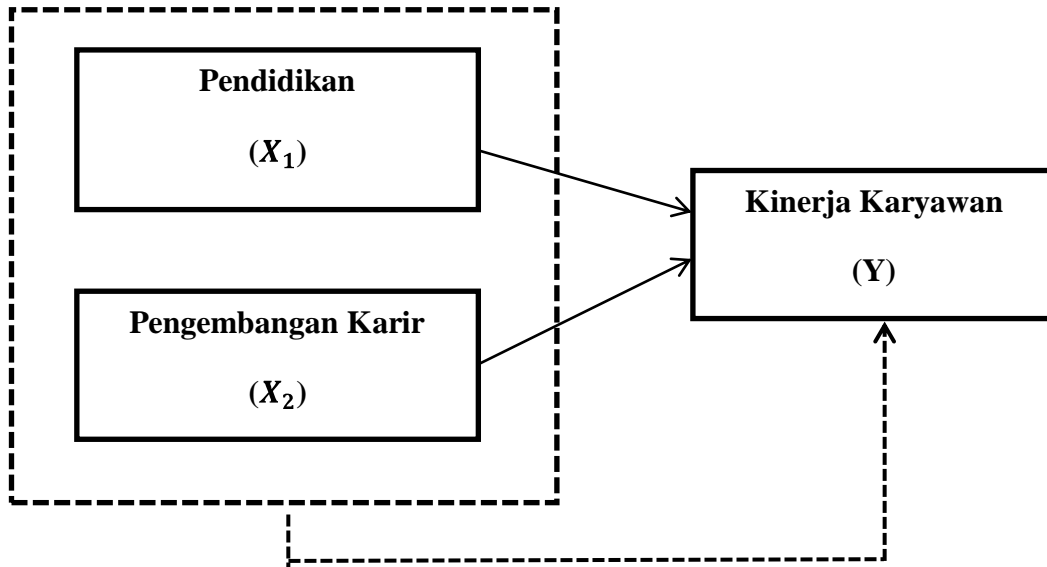 Pendidikan
(X₁)
Kinerja Karyawan
(Y)
Pengembangan Karir
(X₂)